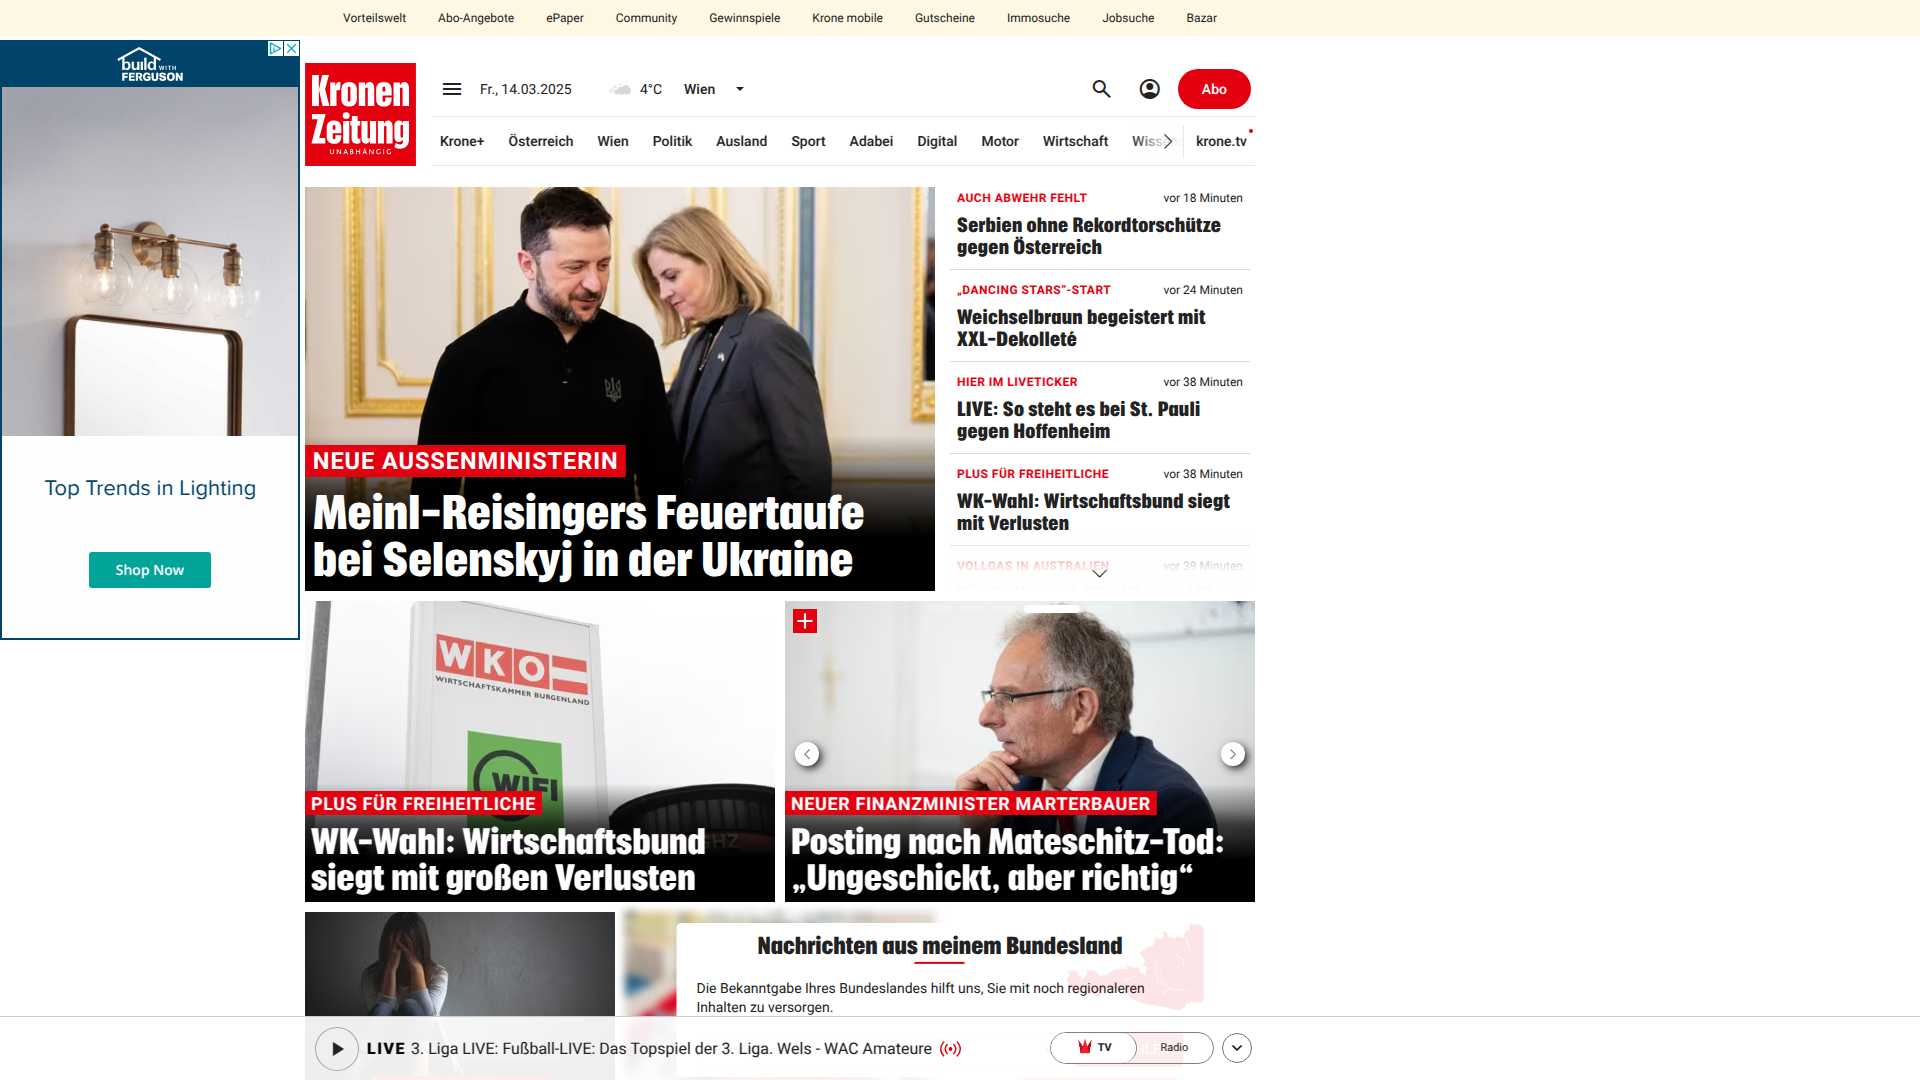 Vorteilswelt Abo-Angebote ePaper Community Gewinnspiele Krone mobile Gutscheine Immosuche Jobsuche Bazar
build WITH
FERGUSON
Top Trends in Lighting
Shop Now
Kronen
Zeitung
UNABHÄNGIG
Fr., 14.03.2025 4°C Wien
Abo
Krone+ Österreich Wien Politik Ausland Sport Adabei Digital Motor Wirtschaft krone.tv
NEUE AUSSENMINISTERIN
Meinl-Reisingers Feuertaufe
bei Selenskyj in der Ukraine
AUCH ABWEHR FEHLT vor 18 Minuten
Serbien ohne Rekordtorschütze
gegen Österreich
„DANCING STARS“-START vor 24 Minuten
Weichselbraun begeistert mit
XXL-Dekolleté
HIER IM LIVETICKER vor 38 Minuten
LIVE: So steht es bei St. Pauli
gegen Hoffenheim
PLUS FÜR FREIHEITLICHE vor 38 Minuten
WK-Wahl: Wirtschaftsbund siegt
mit Verlusten
VOLLGAS IN AUSTRALIEN vor 39 Minuten
WKO
WIRTSCHAFTSKAMMER BURGENLAND
WIFI
PLUS FÜR FREIHEITLICHE
WK-Wahl: Wirtschaftsbund
siegt mit großen Verlusten
NEUER FINANZMINISTER MARTERBAUER
Posting nach Mateschitz-Tod:
„Ungeschickt, aber richtig“
Nachrichten aus meinem Bundesland
Die Bekanntgabe Ihres Bundeslandes hilft uns, Sie mit noch regionaleren
Inhalten zu versorgen.
LIVE 3. Liga LIVE: Fußball-LIVE: Das Topspiel der 3. Liga. Wels - WAC Amateure
TV Radio